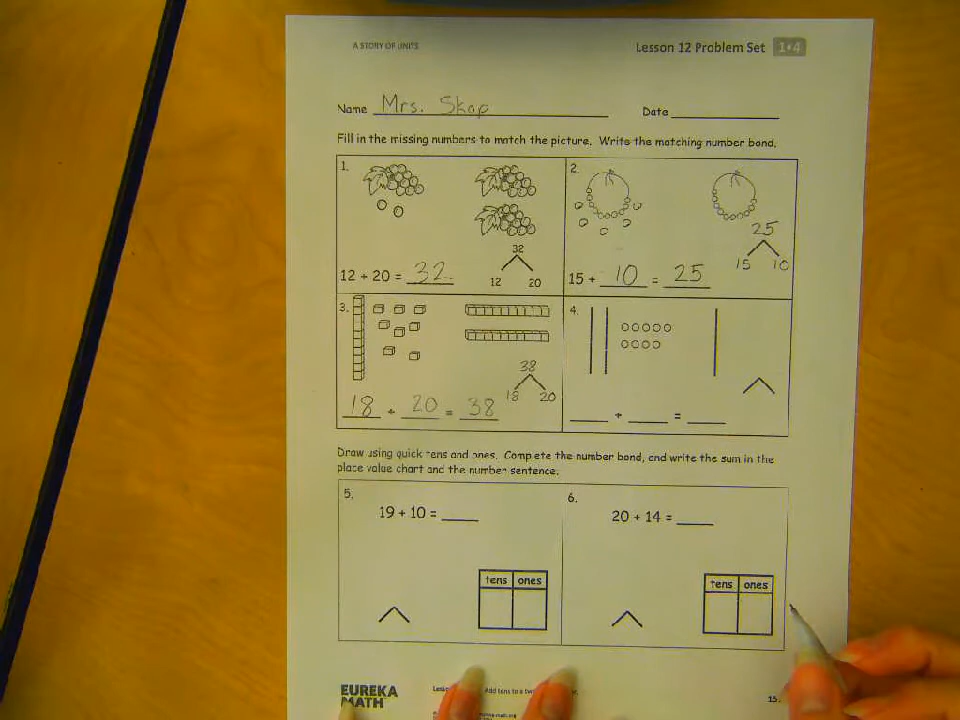 A STORY OF UNITS
Lesson 12 Problem Set 1•4
Name Mrs. Skop
Date
Fill in the missing numbers to match the picture. Write the matching number bond.
1.
32
12 20
12 + 20 = 32
2.
25
15 10
15 + 10 = 25
3.
38
18 20
18 + 20 = 38
4.
+ =
Draw using quick tens and ones. Complete the number bond, and write the sum in the
place value chart and the number sentence.
5.
19 + 10 =
tens ones
6.
20 + 14 =
tens ones
EUREKA
MATH
Add tens to a
15